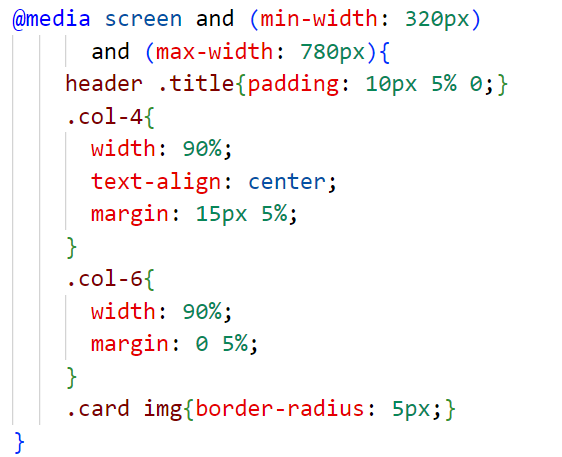 @media screen and (min-width: 320px)
and (max-width: 780px){
header .title{padding: 10px 5% 0;}
.col-4{
width: 90%;
text-align: center;
margin: 15px 5%;
}
.col-6{
width: 90%;
margin: 0 5%;
}
.card img{border-radius: 5px;}
}